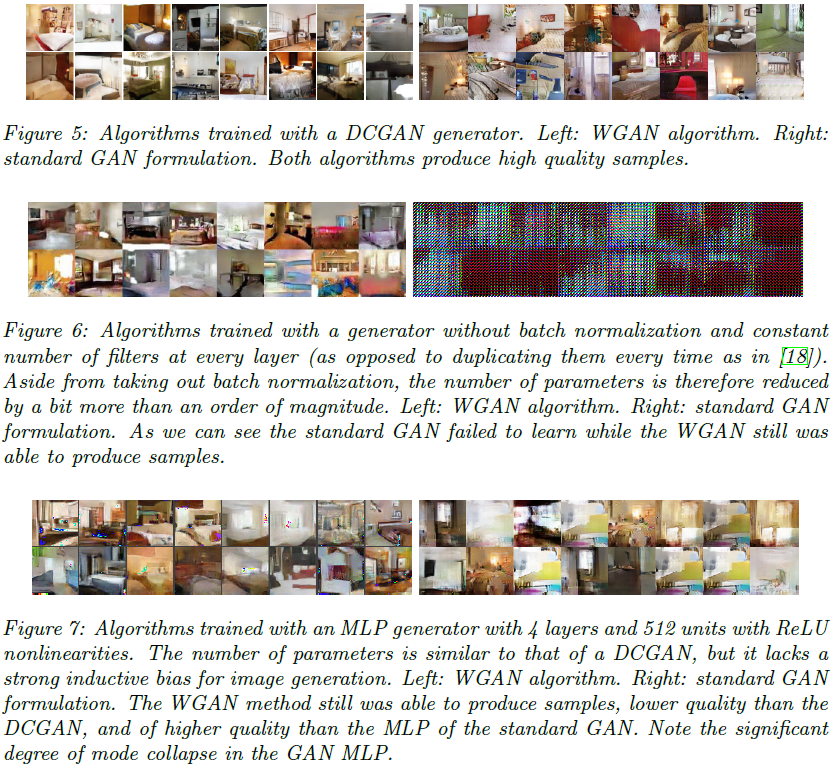 Figure 5: Algorithms trained with a DCGAN generator. Left: WGAN algorithm. Right:
standard GAN formulation. Both algorithms produce high quality samples.
Figure 6: Algorithms trained with a generator without batch normalization and constant
number of filters at every layer (as opposed to duplicating them every time as in [18]).
Aside from taking out batch normalization, the number of parameters is therefore reduced
by a bit more than an order of magnitude. Left: WGAN algorithm. Right: standard GAN
formulation. As we can see the standard GAN failed to learn while the WGAN still was
able to produce samples.
Figure 7: Algorithms trained with an MLP generator with 4 layers and 512 units with ReLU
nonlinearities. The number of parameters is similar to that of a DCGAN, but it lacks a
strong inductive bias for image generation. Left: WGAN algorithm. Right: standard GAN
formulation. The WGAN method still was able to produce samples, lower quality than the
DCGAN, and of higher quality than the MLP of the standard GAN. Note the significant
degree of mode collapse in the GAN MLP.